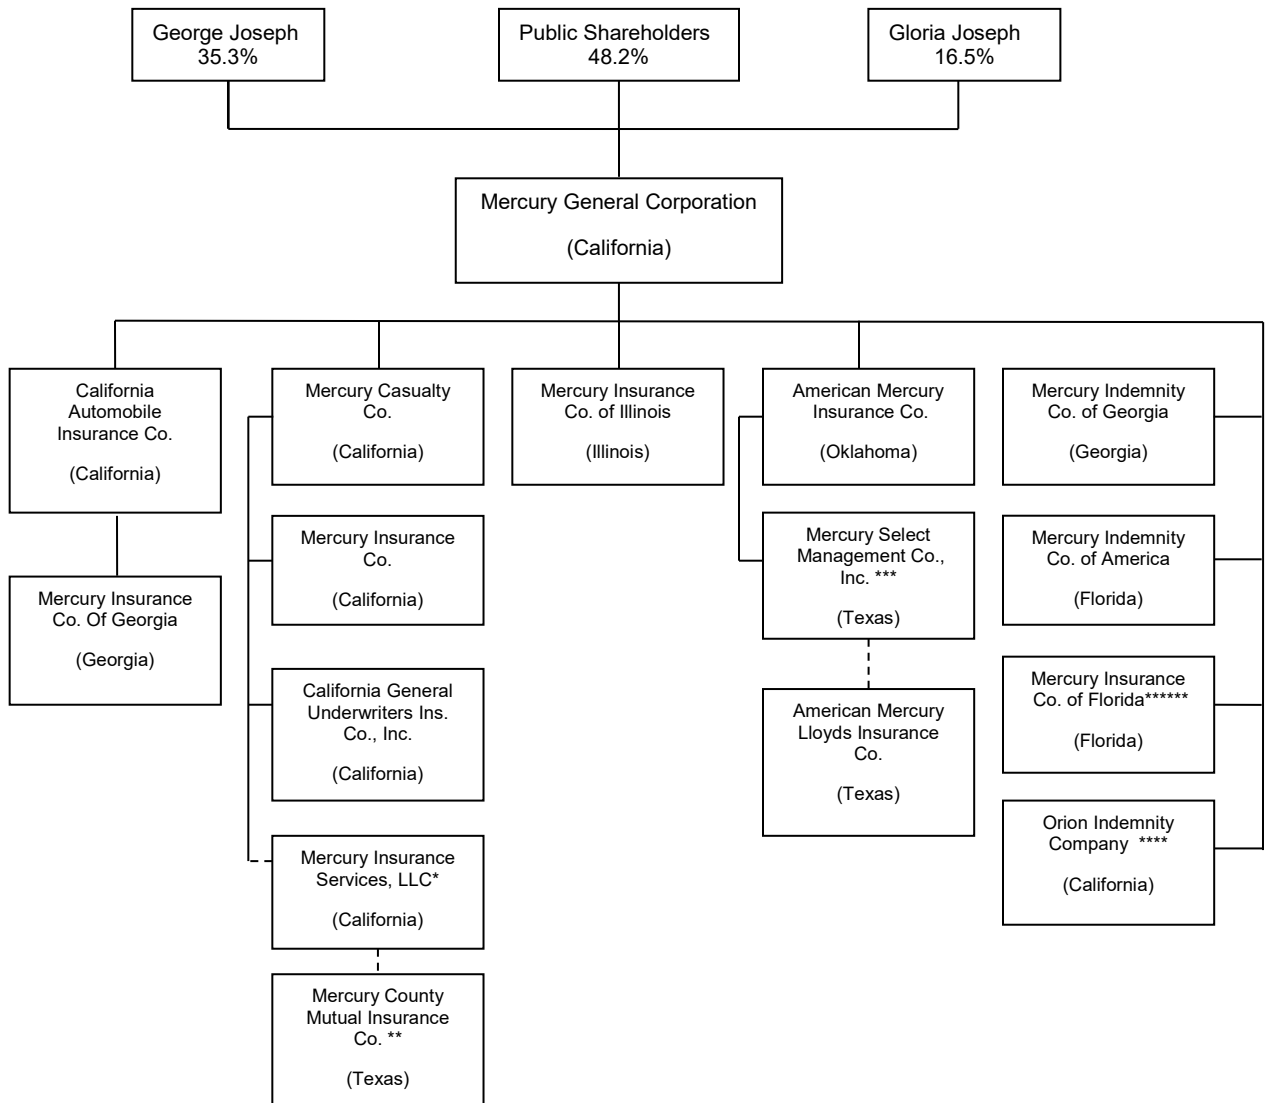 George Joseph
35.3%
Public Shareholders
48.2%
Gloria Joseph
16.5%
Mercury General Corporation
(California)
California
Automobile
Insurance Co.
(California)
Mercury Insurance
Co. Of Georgia
(Georgia)
Mercury Casualty
Co.
(California)
Mercury Insurance
Co.
(California)
California General
Underwriters Ins.
Co., Inc.
(California)
Mercury Insurance
Services, LLC*
(California)
Mercury County
Mutual Insurance
Co. **
(Texas)
Mercury Insurance
Co. of Illinois
(Illinois)
American Mercury
Insurance Co.
(Oklahoma)
Mercury Select
Management Co.,
Inc. ***
(Texas)
American Mercury
Lloyds Insurance
Co.
(Texas)
Mercury Indemnity
Co. of Georgia
(Georgia)
Mercury Indemnity
Co. of America
(Florida)
Mercury Insurance
Co. of Florida******
(Florida)
Orion Indemnity
Company ****
(California)